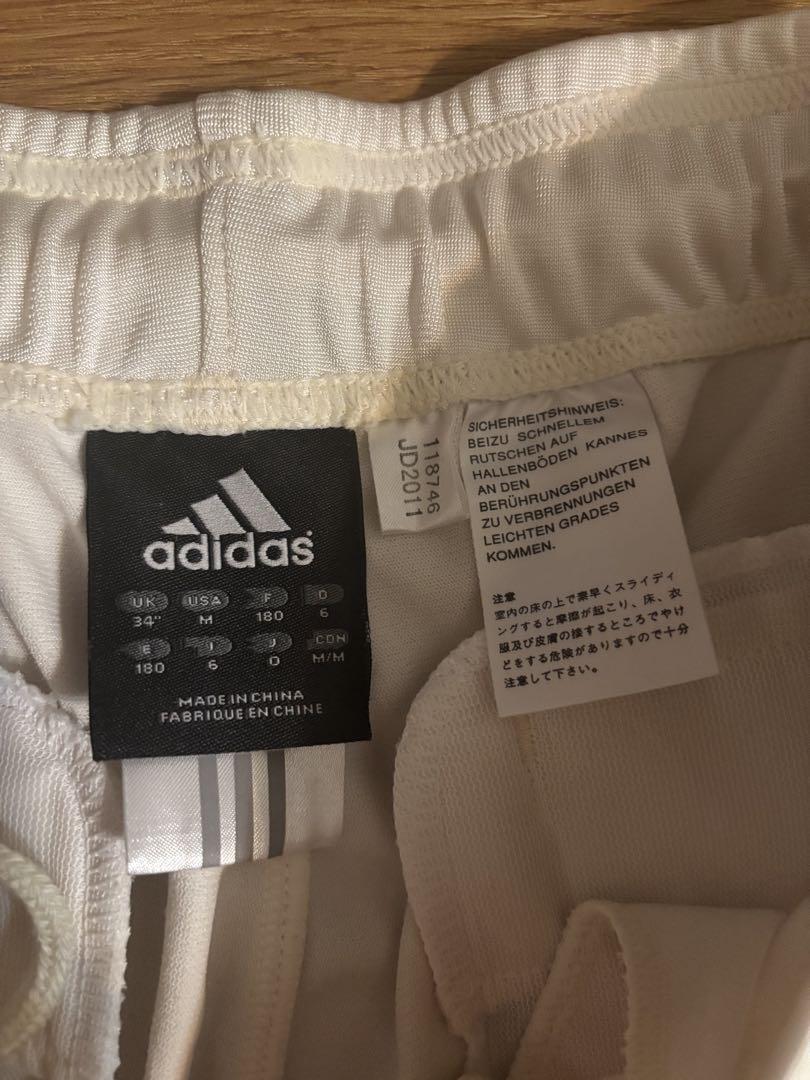 adidas
UK USA F D
34" M 180 6
E I J CDN
180 6 O M/M
MADE IN CHINA
FABRIQUE EN CHINE
118746
JD2011
SICHERHEITSHINWEIS:
BEIZU SCHNELLEM
RUTSCHEN AUF
HALLENBÖDEN KANNES
AN DEN
BERÜHRUNGSPUNKTEN
ZU VERBRENNUNGEN
LEICHTEN GRADES
KOMMEN.
注意
室内の床の上で素早くスライディ
ングすると摩擦が起こり、床、衣
服及び皮膚の接するところでやけ
どをする危険がありますので十分
注意して下さい。